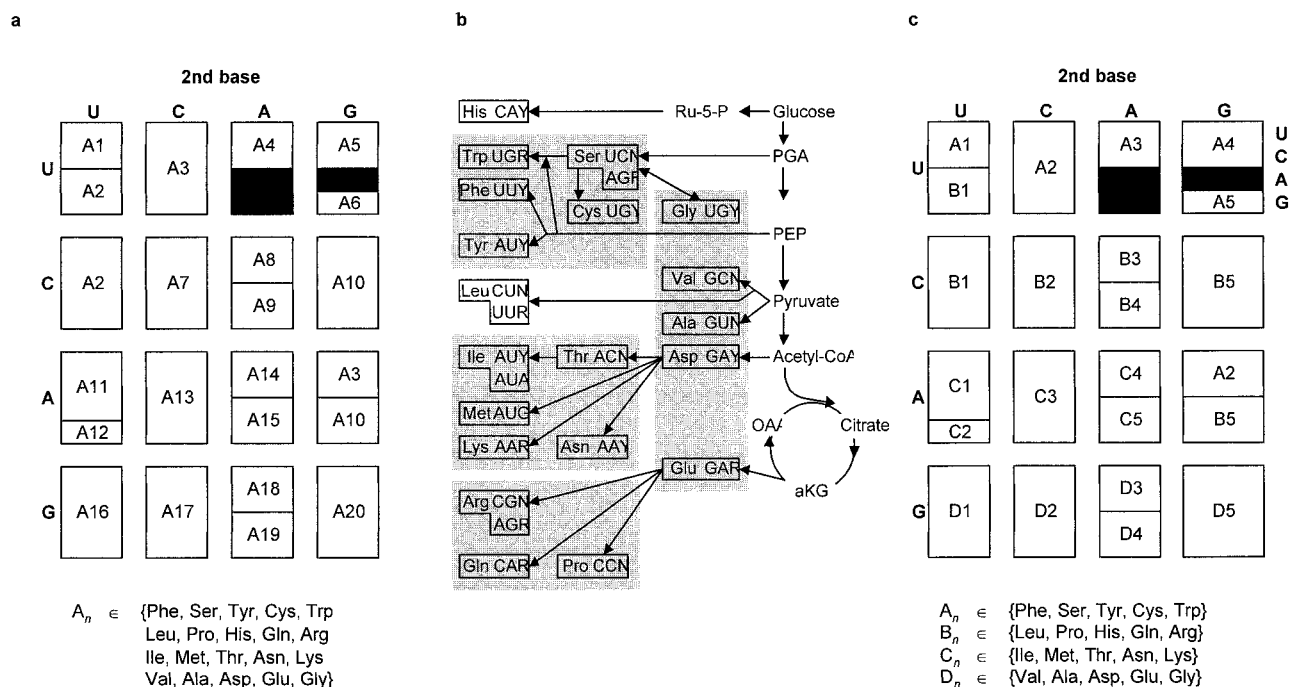 a
2nd base
U C A G
U
A1
A2
A3
A4
A5
A6
C
A2
A7
A8
A9
A10
A
A11
A12
A13
A14
A15
A3
A10
G
A16
A17
A18
A19
A20
An ∈ {Phe, Ser, Tyr, Cys, Trp
Leu, Pro, His, Gln, Arg
Ile, Met, Thr, Asn, Lys
Val, Ala, Asp, Glu, Gly}
b
His CAY
Ru-5-P
Glucose
Trp UGR
Ser UCN
AGF
PGA
Phe UUY
Cys UGY
Gly UGY
Tyr AUY
PEP
Val GCN
Leu CUN
UUR
Pyruvate
Ala GUN
Ile AUY
AUA
Thr ACN
Asp GAY
Acetyl-CoA
Met AUG
Lys AAR
Asn AAY
OAA
Citrate
Glu GAR
aKG
Arg CGN
AGR
Gln CAR
Pro CCN
c
2nd base
U C A G
U
A1
B1
A2
A3
A4
A5
U
C
A
G
C
B1
B2
B3
B4
B5
A
C1
C2
C3
C4
C5
A2
B5
G
D1
D2
D3
D4
D5
An ∈ {Phe, Ser, Tyr, Cys, Trp}
Bn ∈ {Leu, Pro, His, Gln, Arg}
Cn ∈ {Ile, Met, Thr, Asn, Lys}
Dn ∈ {Val, Ala, Asp, Glu, Gly}